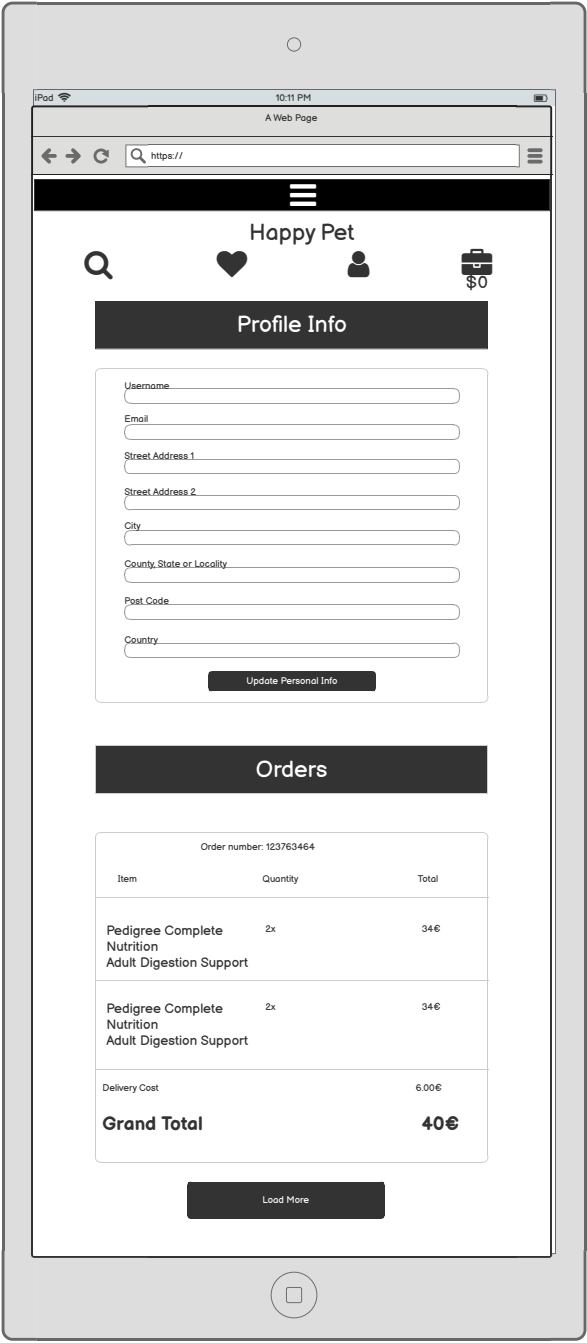 iPad 10:11 PM
A Web Page
https://
Happy Pet
$0
Profile Info
Username
Email
Street Address 1
Street Address 2
City
County, State or Locality
Post Code
Country
Update Personal Info
Orders
Order number: 123763464
Item Quantity Total
Pedigree Complete 2x 34€
Nutrition
Adult Digestion Support
Pedigree Complete 2x 34€
Nutrition
Adult Digestion Support
Delivery Cost 6.00€
Grand Total 40€
Load More